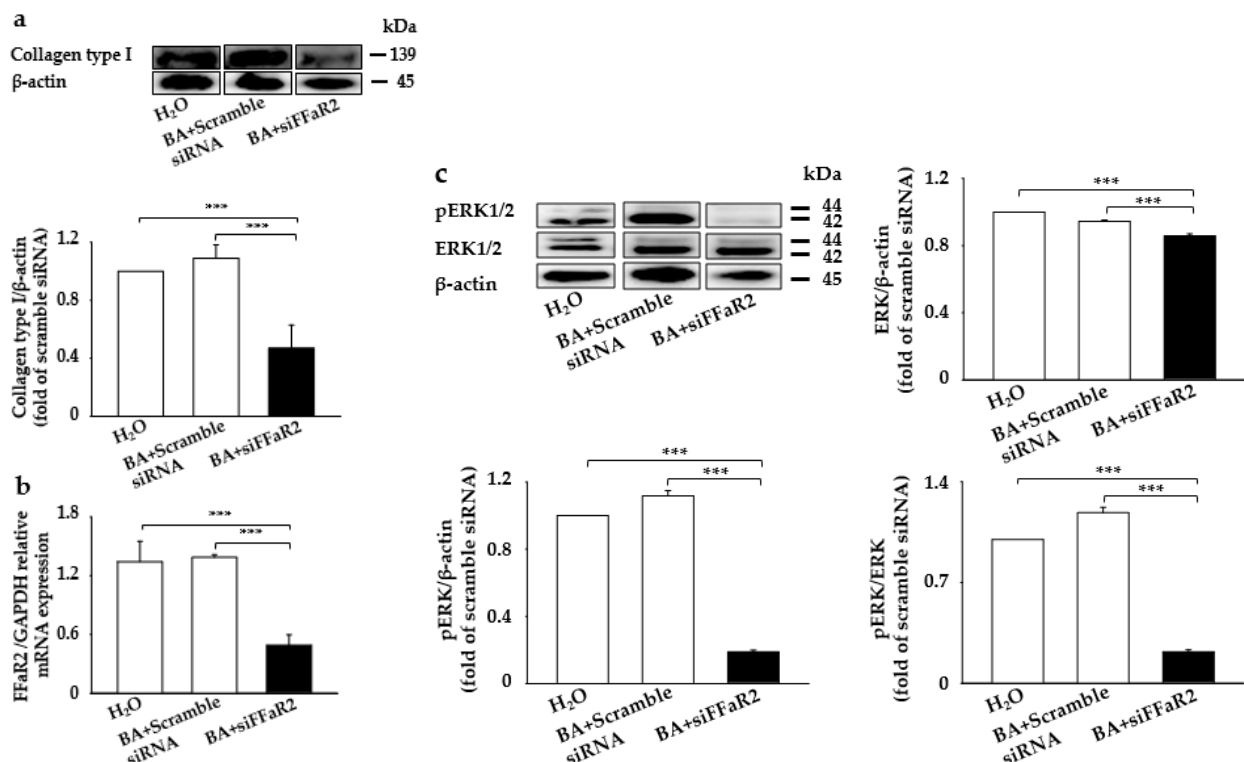 a
kDa
Collagen type I
139
β-actin
45
H₂O
BA+Scramble
siRNA
BA+siFFaR2
Collagen type I/β-actin
(fold of scramble siRNA)
1.2
0.8
0.4
0
***
***
H₂O
BA+Scramble
siRNA
BA+siFFaR2
b
FFaR2 /GAPDH relative
mRNA expression
1.8
1.2
0.6
0
***
***
H₂O
BA+Scramble
siRNA
BA+siFFaR2
c
kDa
pERK1/2
44
42
ERK1/2
44
42
β-actin
45
H₂O
BA+Scramble
siRNA
BA+siFFaR2
ERK/β-actin
(fold of scramble siRNA)
1.2
0.8
0.4
0
***
***
H₂O
BA+Scramble
siRNA
BA+siFFaR2
pERK/β-actin
(fold of scramble siRNA)
1.2
0.8
0.4
0
***
***
H₂O
BA+Scramble
siRNA
BA+siFFaR2
pERK/ERK
(fold of scramble siRNA)
1.4
0.7
0
***
***
H₂O
BA+Scramble
siRNA
BA+siFFaR2